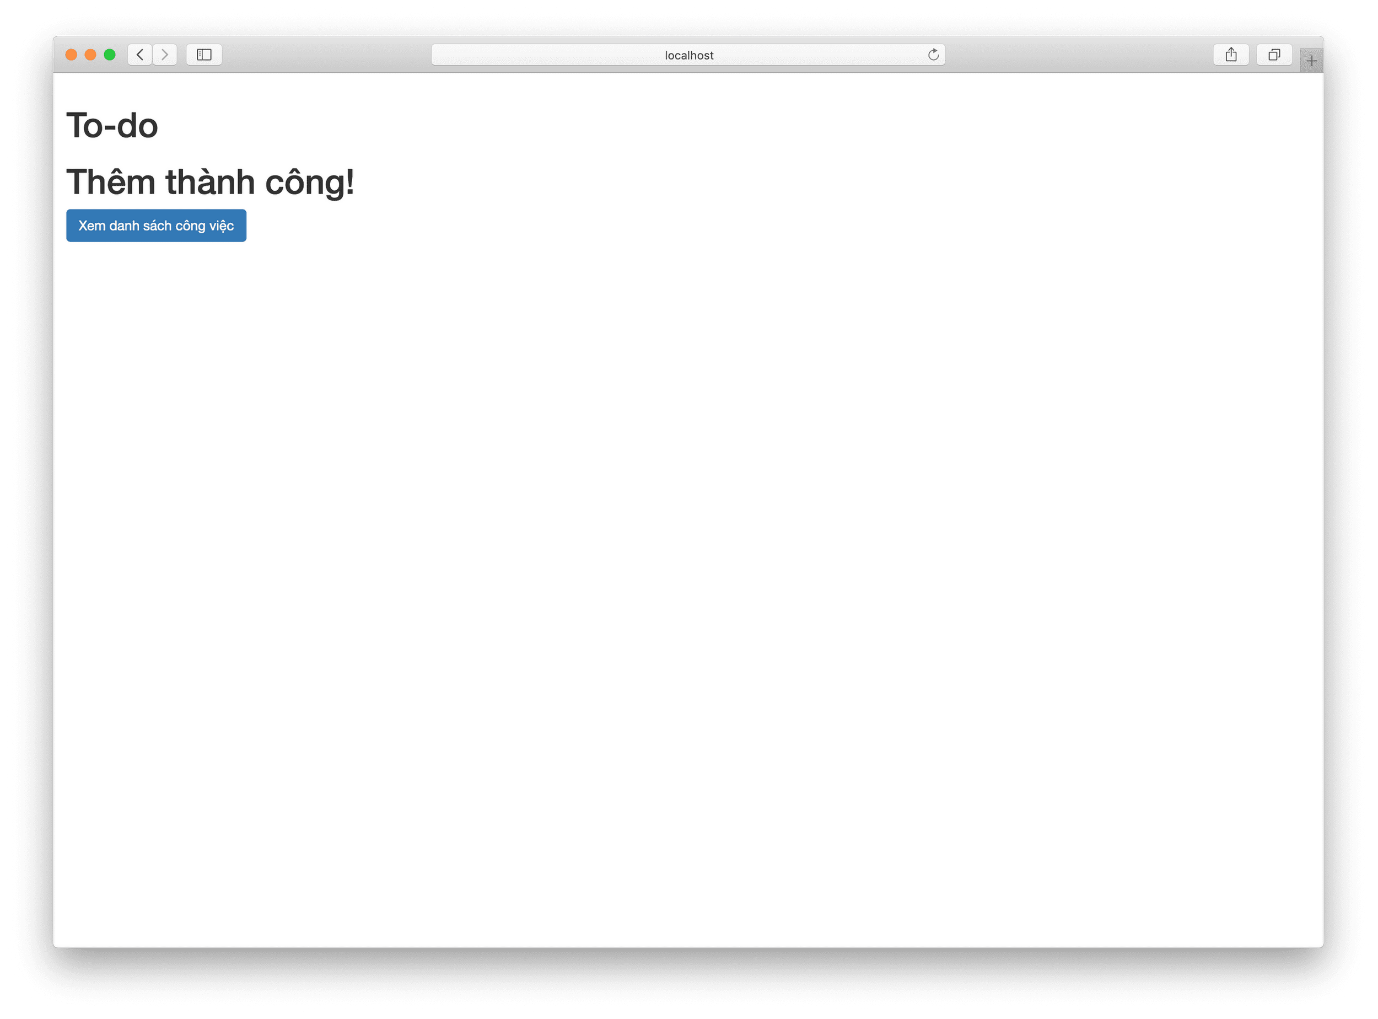 localhost
To-do
Thêm thành công!
Xem danh sách công việc